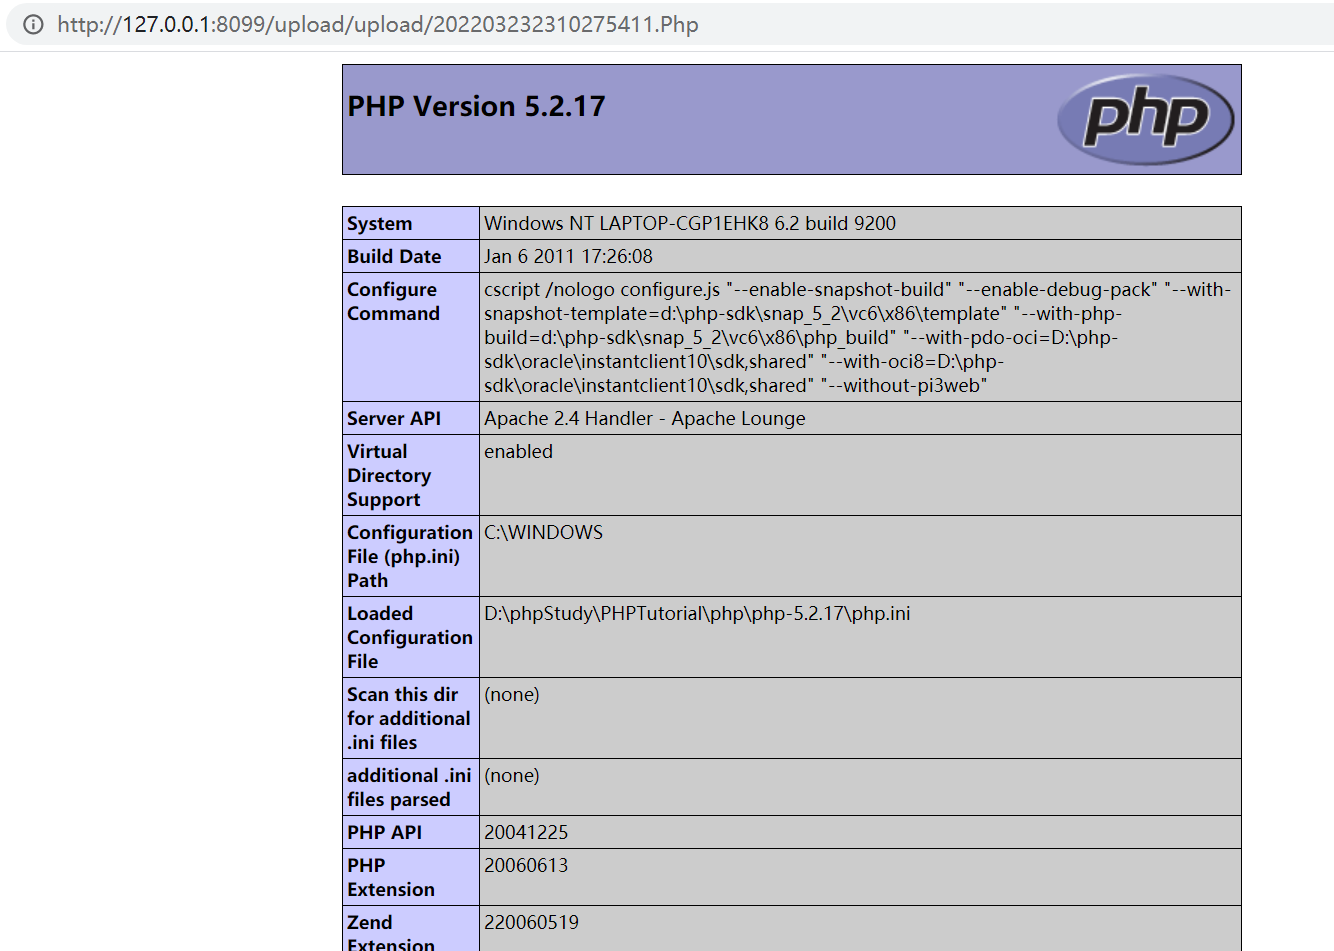 http://127.0.0.1:8099/upload/upload/202203232310275411.Php
PHP Version 5.2.17
php
System
Windows NT LAPTOP-CGP1EHK8 6.2 build 9200
Build Date
Jan 6 2011 17:26:08
Configure
Command
cscript /nologo configure.js "--enable-snapshot-build" "--enable-debug-pack" "--with-
snapshot-template=d:\php-sdk\snap_5_2\vc6\x86\template" "--with-php-
build=d:\php-sdk\snap_5_2\vc6\x86\php_build" "--with-pdo-oci=D:\php-
sdk\oracle\instantclient10\sdk,shared" "--with-oci8=D:\php-
sdk\oracle\instantclient10\sdk,shared" "--without-pi3web"
Server API
Apache 2.4 Handler - Apache Lounge
Virtual
Directory
Support
enabled
Configuration
File (php.ini)
Path
C:\WINDOWS
Loaded
Configuration
File
D:\phpStudy\PHPTutorial\php\php-5.2.17\php.ini
Scan this dir
for additional
.ini files
(none)
additional .ini
files parsed
(none)
PHP API
20041225
PHP
Extension
20060613
Zend
Extension
220060519